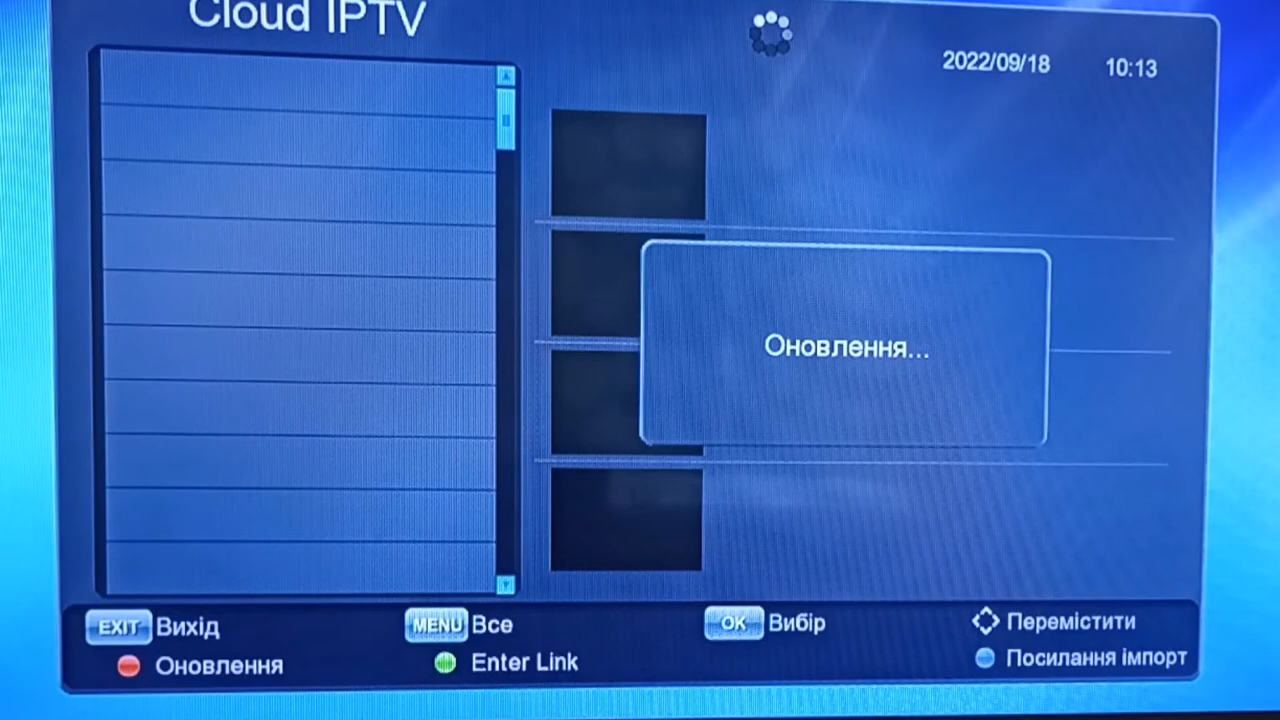 Cloud IPTV
2022/09/18 10:13
Оновлення...
EXIT Вихід MENU Все OK Вибір Перемістити
Оновлення Enter Link Посилання імпорт